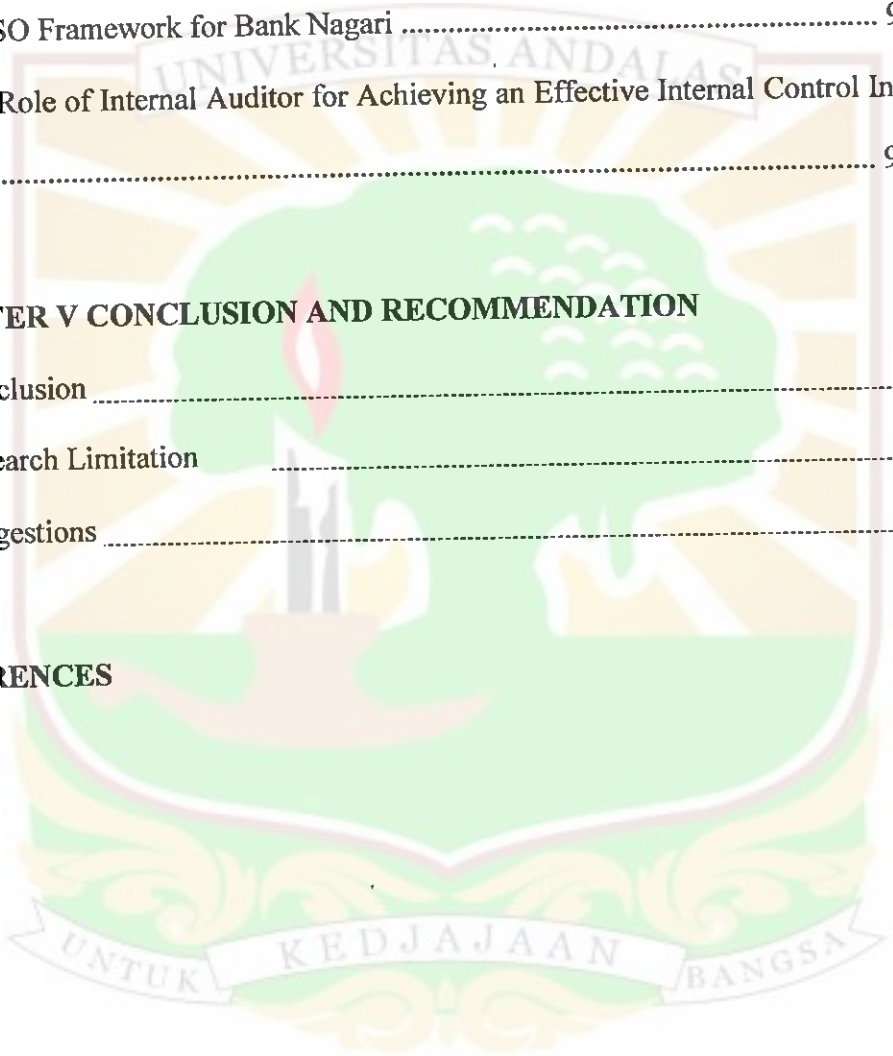 SO Framework for Bank Nagari ........................................................................ 9
UNIVERSITAS ANDALAS
Role of Internal Auditor for Achieving an Effective Internal Control In
........................................................................ 9
TER V CONCLUSION AND RECOMMENDATION
clusion ........................................................................
earch Limitation ........................................................................
gestions ........................................................................
RENCES
UNTUK KEDJAJAAN BANGSA